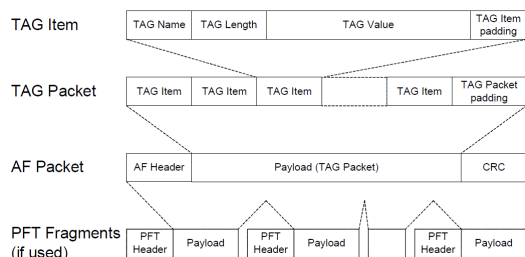 TAG Item
TAG Name
TAG Length
TAG Value
TAG Item
padding
TAG Packet
TAG Item
TAG Item
TAG Item
TAG Item
TAG Packet
padding
AF Packet
AF Header
Payload (TAG Packet)
CRC
PFT Fragments
(if used)
PFT
Header
Payload
PFT
Header
Payload
PFT
Header
Payload